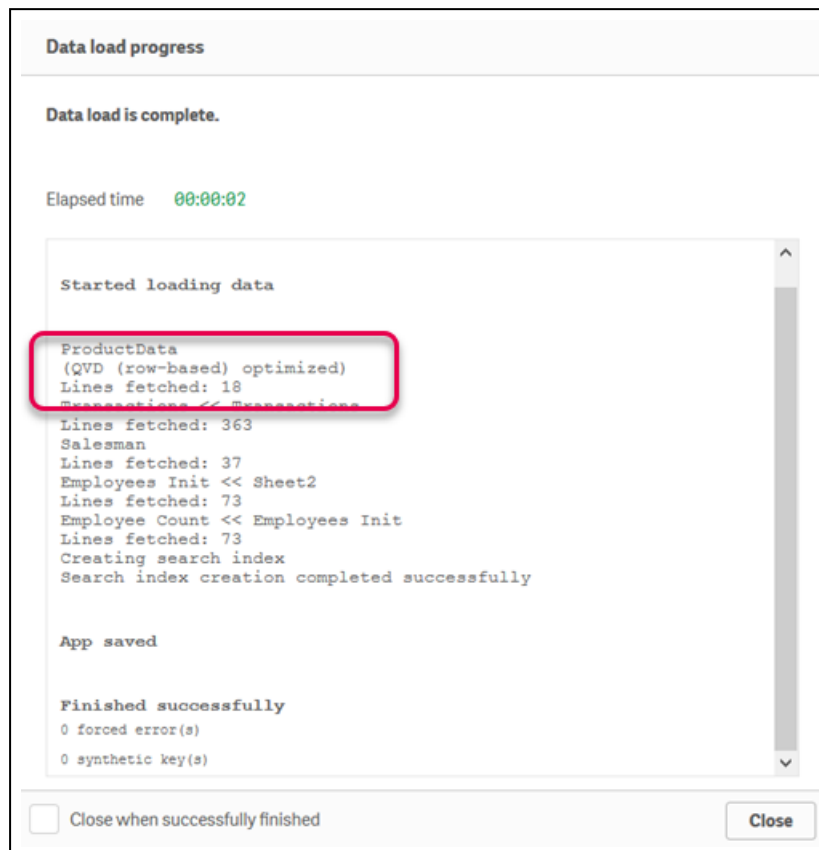 Data load progress
Data load is complete.
Elapsed time 00:00:02
Started loading data
ProductData
(QVD (row-based) optimized)
Lines fetched: 18
Transactions << Transactions
Lines fetched: 363
Salesman
Lines fetched: 37
Employees Init << Sheet2
Lines fetched: 73
Employee Count << Employees Init
Lines fetched: 73
Creating search index
Search index creation completed successfully
App saved
Finished successfully
0 forced error(s)
0 synthetic key(s)
Close when successfully finished
Close